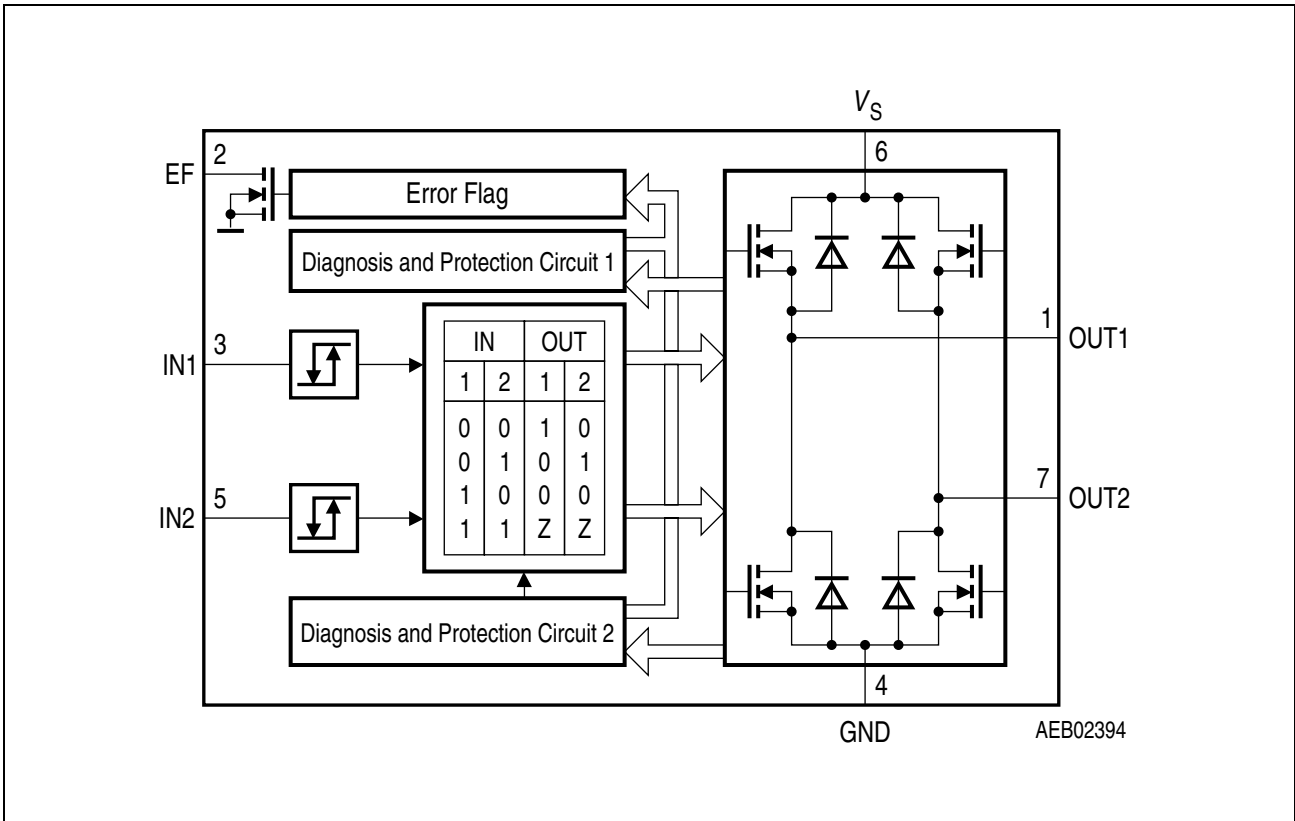 V_S
6
EF 2
Error Flag
Diagnosis and Protection Circuit 1
IN1 3
IN OUT
1 2 1 2
0 0 1 0
0 1 0 1
1 0 0 0
1 1 Z Z
1 OUT1
IN2 5
7 OUT2
Diagnosis and Protection Circuit 2
4
GND
AEB02394